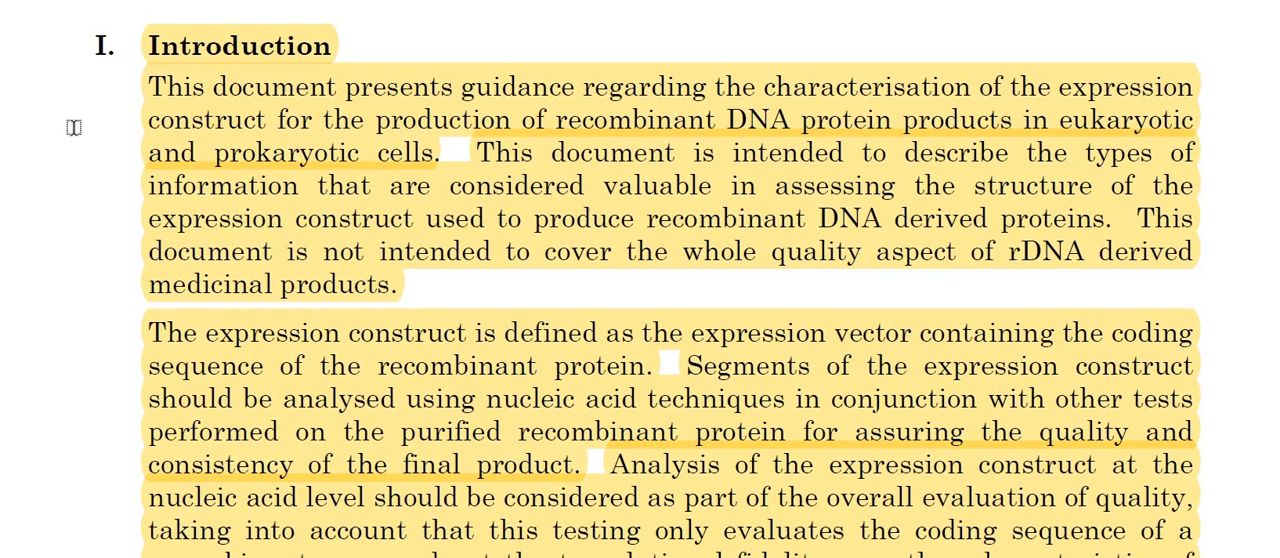 I. Introduction
This document presents guidance regarding the characterisation of the expression
construct for the production of recombinant DNA protein products in eukaryotic
and prokaryotic cells. This document is intended to describe the types of
information that are considered valuable in assessing the structure of the
expression construct used to produce recombinant DNA derived proteins. This
document is not intended to cover the whole quality aspect of rDNA derived
medicinal products.
The expression construct is defined as the expression vector containing the coding
sequence of the recombinant protein. Segments of the expression construct
should be analysed using nucleic acid techniques in conjunction with other tests
performed on the purified recombinant protein for assuring the quality and
consistency of the final product. Analysis of the expression construct at the
nucleic acid level should be considered as part of the overall evaluation of quality,
taking into account that this testing only evaluates the coding sequence of a